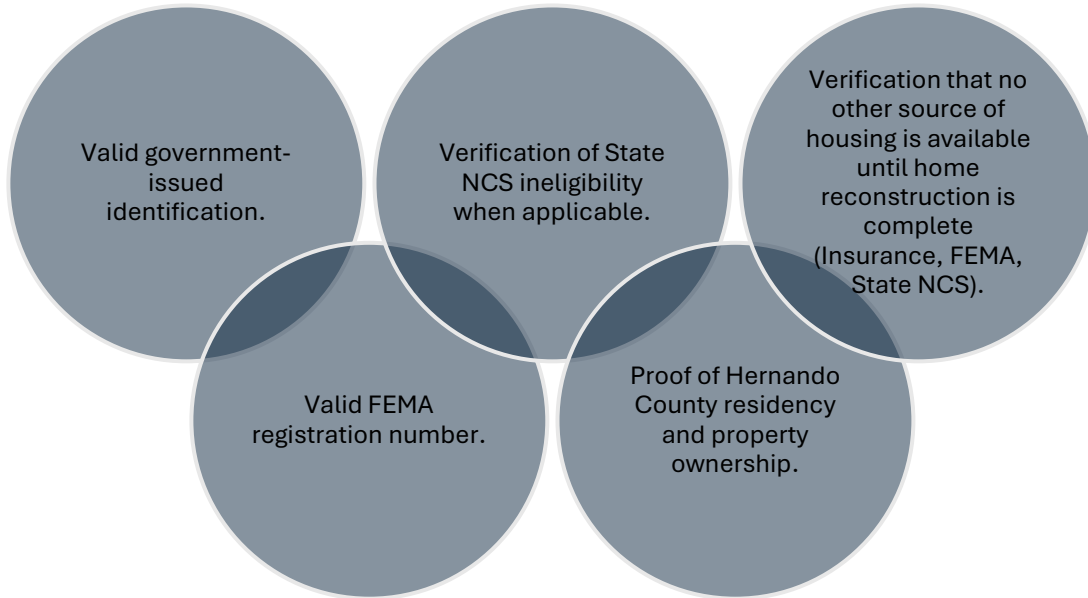 Valid government-
issued
identification.
Verification of State
NCS ineligibility
when applicable.
Verification that no
other source of
housing is available
until home
reconstruction is
complete
(Insurance, FEMA,
State NCS).
Valid FEMA
registration number.
Proof of Hernando
County residency
and property
ownership.